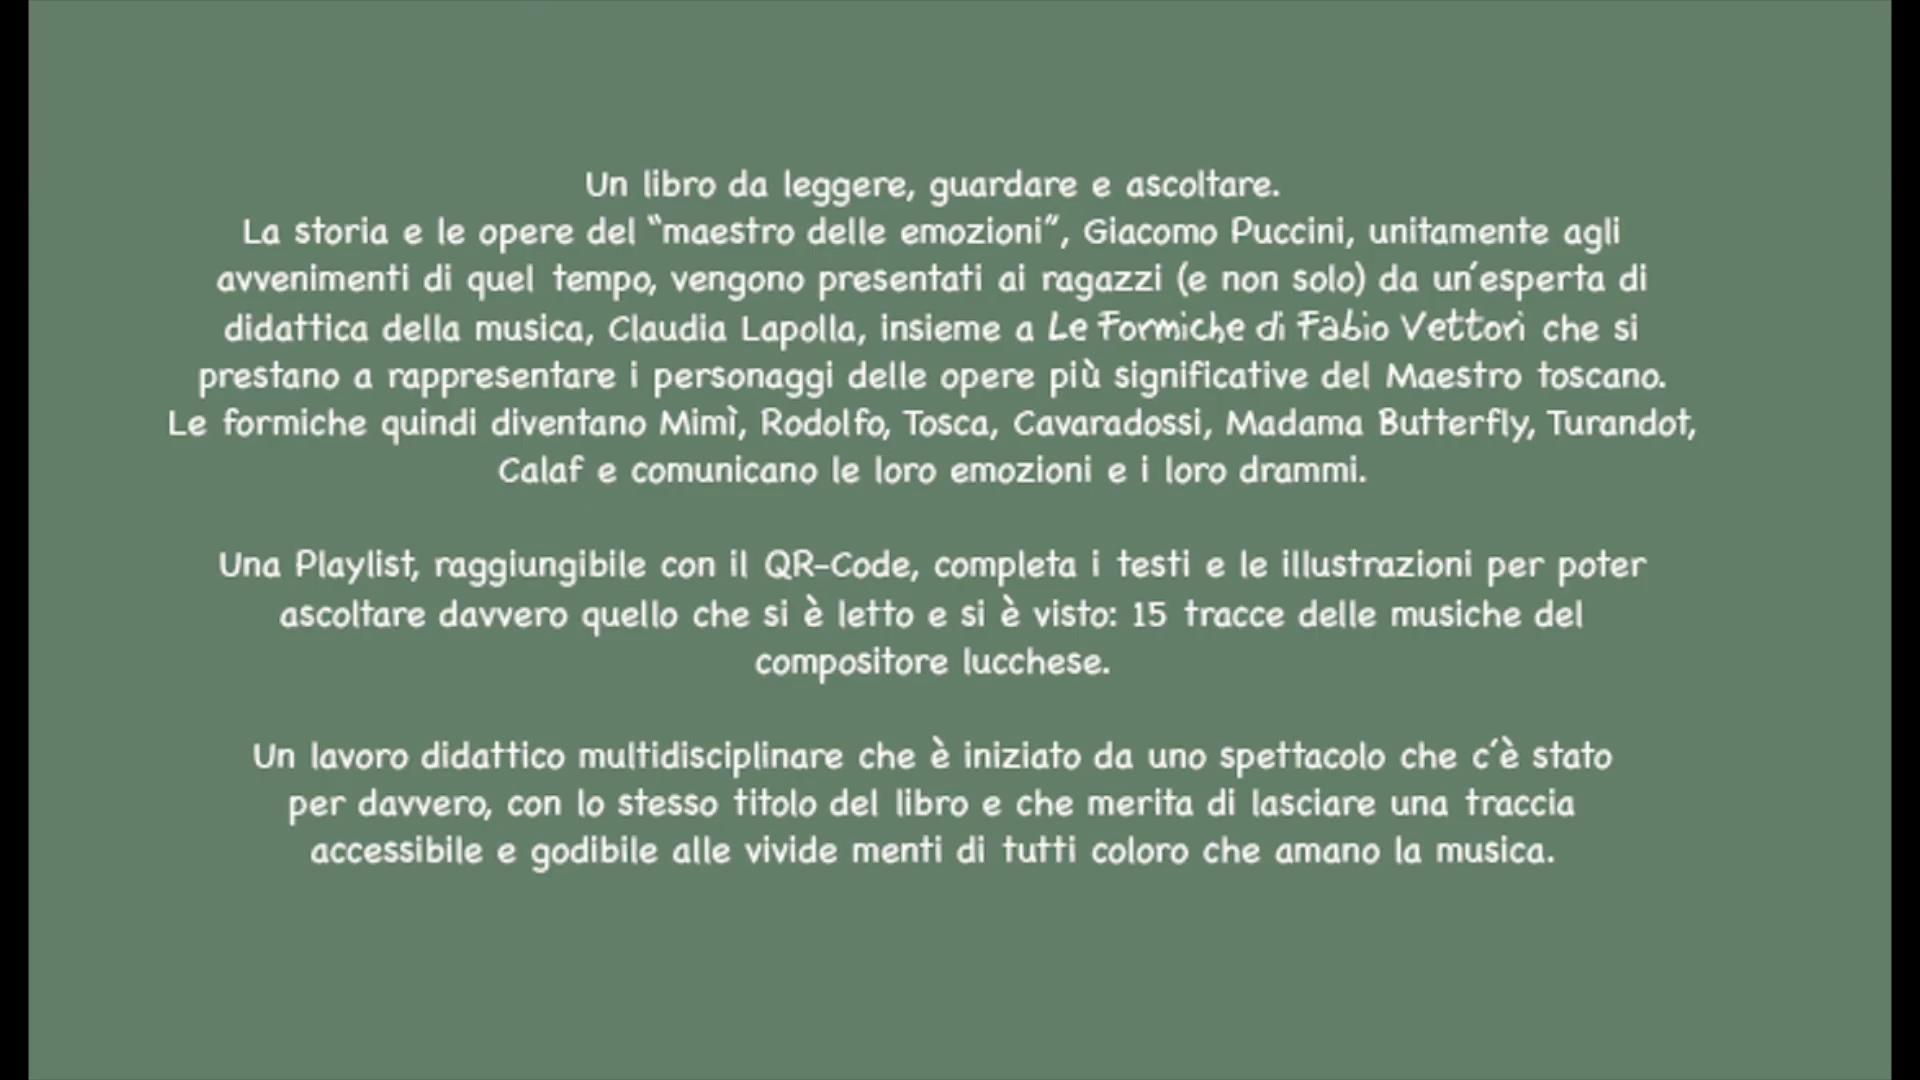 Un libro da leggere, guardare e ascoltare.
La storia e le opere del “maestro delle emozioni”, Giacomo Puccini, unitamente agli
avvenimenti di quel tempo, vengono presentati ai ragazzi (e non solo) da un’esperta di
didattica della musica, Claudia Lapolla, insieme a Le Formiche di Fabio Vettori che si
prestano a rappresentare i personaggi delle opere più significative del Maestro toscano.
Le formiche quindi diventano Mimì, Rodolfo, Tosca, Cavaradossi, Madama Butterfly, Turandot,
Calaf e comunicano le loro emozioni e i loro drammi.
Una Playlist, raggiungibile con il QR-Code, completa i testi e le illustrazioni per poter
ascoltare davvero quello che si è letto e si è visto: 15 tracce delle musiche del
compositore lucchese.
Un lavoro didattico multidisciplinare che è iniziato da uno spettacolo che c’è stato
per davvero, con lo stesso titolo del libro e che merita di lasciare una traccia
accessibile e godibile alle vivide menti di tutti coloro che amano la musica.